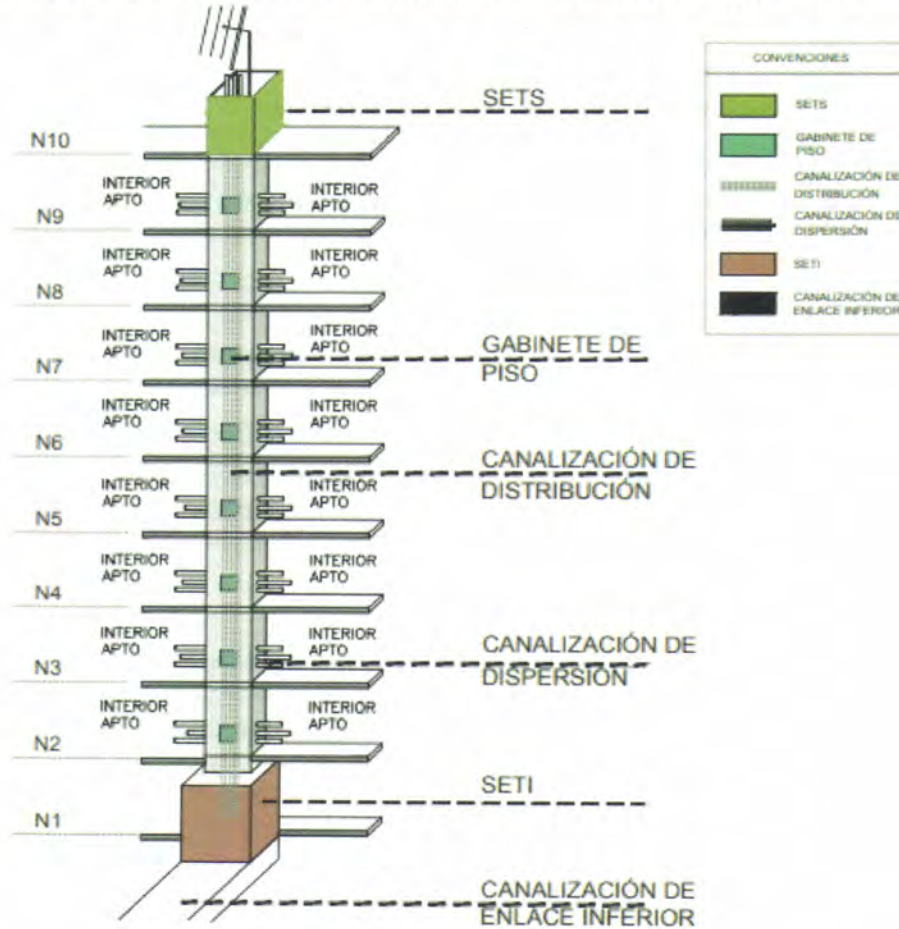 SETS
N10
INTERIOR
APTO
INTERIOR
APTO
N9
INTERIOR
APTO
INTERIOR
APTO
N8
INTERIOR
APTO
INTERIOR
APTO
GABINETE DE
PISO
N7
INTERIOR
APTO
INTERIOR
APTO
N6
CANALIZACIÓN DE
DISTRIBUCIÓN
INTERIOR
APTO
INTERIOR
APTO
N5
INTERIOR
APTO
INTERIOR
APTO
N4
INTERIOR
APTO
INTERIOR
APTO
CANALIZACIÓN DE
DISPERSIÓN
N3
INTERIOR
APTO
INTERIOR
APTO
N2
SETI
N1
CANALIZACIÓN DE
ENLACE INFERIOR
CONVENCIONES
SETS
GABINETE DE
PISO
CANALIZACIÓN DE
DISTRIBUCIÓN
CANALIZACIÓN DE
DISPERSIÓN
SETI
CANALIZACIÓN DE
ENLACE INFERIOR